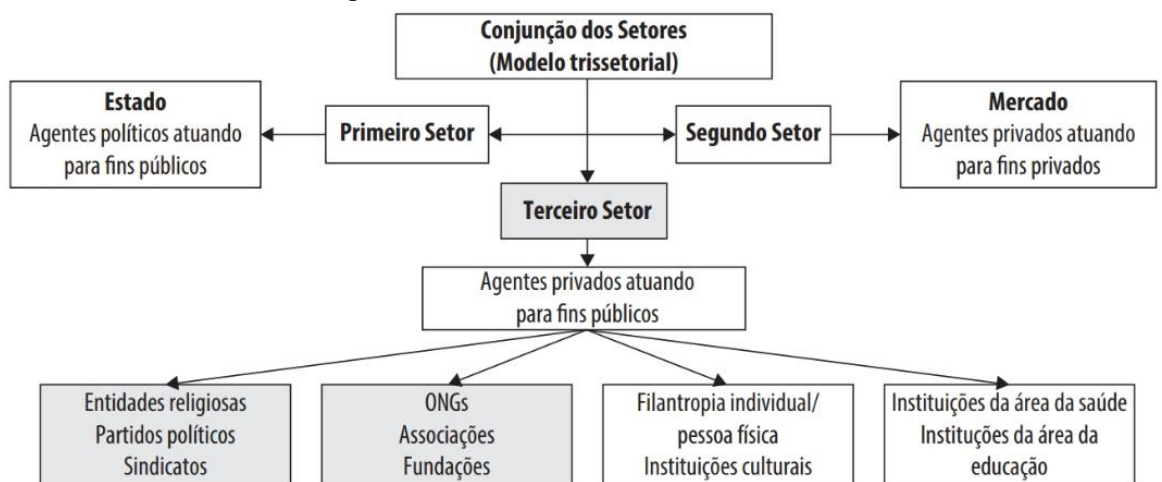 Conjunção dos Setores
(Modelo trissetorial)
Estado
Agentes políticos atuando
para fins públicos
Primeiro Setor
Segundo Setor
Mercado
Agentes privados atuando
para fins privados
Terceiro Setor
Agentes privados atuando
para fins públicos
Entidades religiosas
Partidos políticos
Sindicatos
ONGs
Associações
Fundações
Filantropia individual/
pessoa física
Instituições culturais
Instituições da área da saúde
Instituções da área da
educação